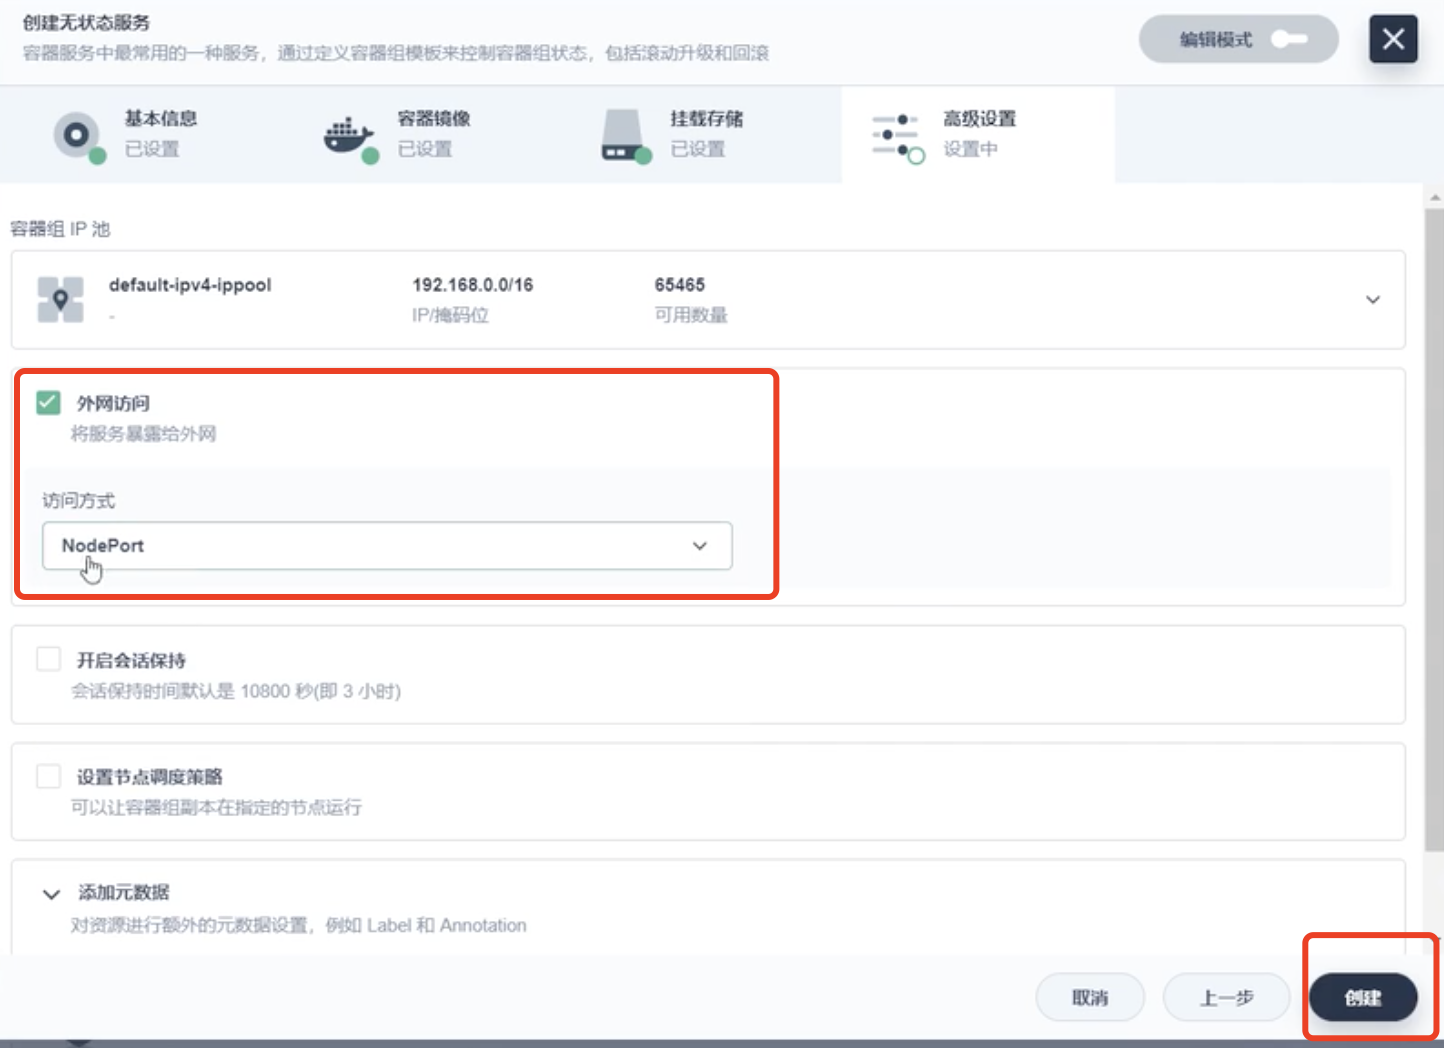 创建无状态服务
容器服务中最常用的一种服务，通过定义容器组模板来控制容器组状态，包括滚动升级和回滚
编辑模式
基本信息
已设置
容器镜像
已设置
挂载存储
已设置
高级设置
设置中
容器组 IP 池
default-ipv4-ippool
-
192.168.0.0/16
IP/掩码位
65465
可用数量
外网访问
将服务暴露给外网
访问方式
NodePort
开启会话保持
会话保持时间默认是 10800 秒(即 3 小时)
设置节点调度策略
可以让容器组副本在指定的节点运行
添加元数据
对资源进行额外的元数据设置，例如 Label 和 Annotation
取消
上一步
创建